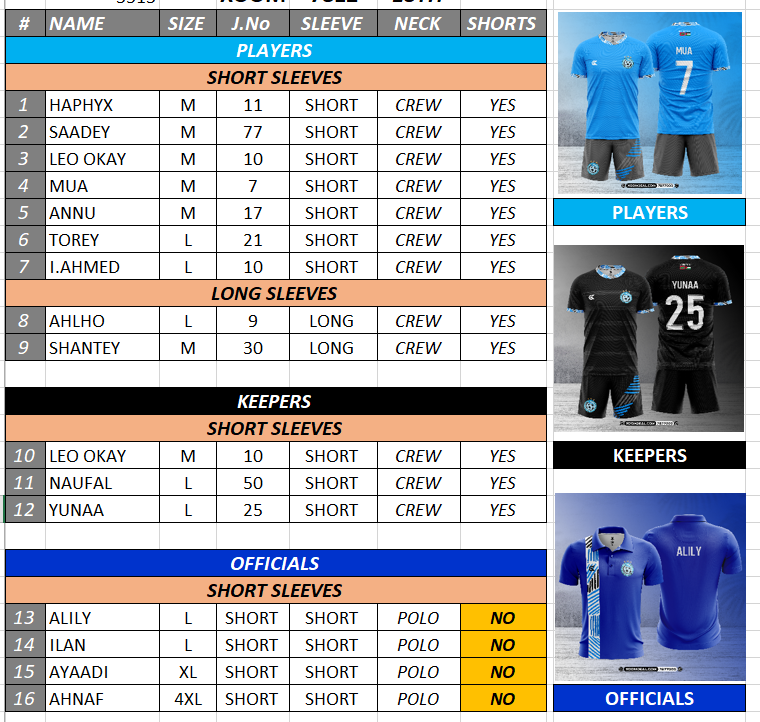 # NAME SIZE J.No SLEEVE NECK SHORTS
PLAYERS
SHORT SLEEVES
1 HAPHYX M 11 SHORT CREW YES
2 SAADEY M 77 SHORT CREW YES
3 LEO OKAY M 10 SHORT CREW YES
4 MUA M 7 SHORT CREW YES
5 ANNU M 17 SHORT CREW YES
6 TOREY L 21 SHORT CREW YES
7 I.AHMED L 10 SHORT CREW YES
LONG SLEEVES
8 AHLHO L 9 LONG CREW YES
9 SHANTEY M 30 LONG CREW YES
KEEPERS
SHORT SLEEVES
10 LEO OKAY M 10 SHORT CREW YES
11 NAUFAL L 50 SHORT CREW YES
12 YUNAA L 25 SHORT CREW YES
OFFICIALS
SHORT SLEEVES
13 ALILY L SHORT SHORT POLO NO
14 ILAN L SHORT SHORT POLO NO
15 AYAADI XL SHORT SHORT POLO NO
16 AHNAF 4XL SHORT SHORT POLO NO
MUA
7
PLAYERS
YUNAA
25
KEEPERS
ALILY
OFFICIALS